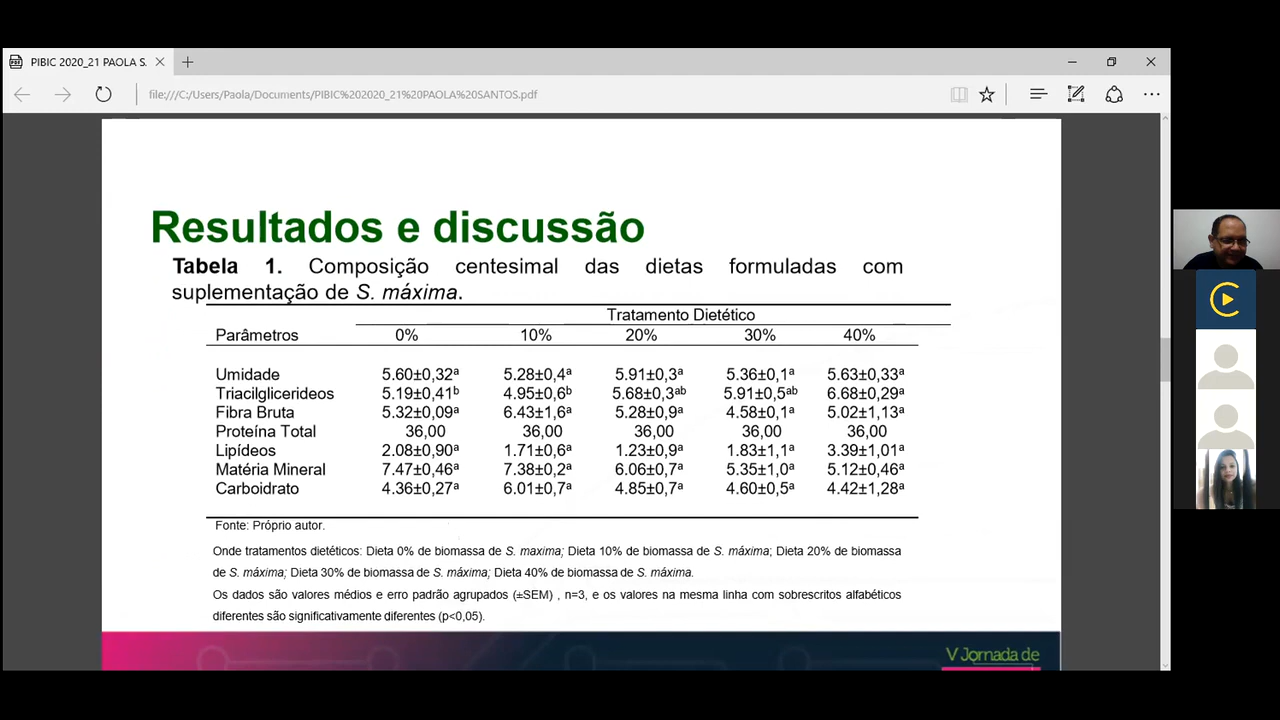 PIBIC 2020_21 PAOLA S.
file:///C:/Users/Paola/Documents/PIBIC%202020_21%20PAOLA%20SANTOS.pdf
Resultados e discussão
Tabela 1. Composição centesimal das dietas formuladas com
suplementação de S. máxima.
Tratamento Dietético
Parâmetros 0% 10% 20% 30% 40%
Umidade 5.60±0,32ᵃ 5.28±0,4ᵃ 5.91±0,3ᵃ 5.36±0,1ᵃ 5.63±0,33ᵃ
Triacilglicerideos 5.19±0,41ᵇ 4.95±0,6ᵇ 5.68±0,3ᵃᵇ 5.91±0,5ᵃᵇ 6.68±0,29ᵃ
Fibra Bruta 5.32±0,09ᵃ 6.43±1,6ᵃ 5.28±0,9ᵃ 4.58±0,1ᵃ 5.02±1,13ᵃ
Proteína Total 36,00 36,00 36,00 36,00 36,00
Lipídeos 2.08±0,90ᵃ 1.71±0,6ᵃ 1.23±0,9ᵃ 1.83±1,1ᵃ 3.39±1,01ᵃ
Matéria Mineral 7.47±0,46ᵃ 7.38±0,2ᵃ 6.06±0,7ᵃ 5.35±1,0ᵃ 5.12±0,46ᵃ
Carboidrato 4.36±0,27ᵃ 6.01±0,7ᵃ 4.85±0,7ᵃ 4.60±0,5ᵃ 4.42±1,28ᵃ
Fonte: Próprio autor.
Onde tratamentos dietéticos: Dieta 0% de biomassa de S. maxima; Dieta 10% de biomassa de S. máxima; Dieta 20% de biomassa
de S. máxima; Dieta 30% de biomassa de S. máxima; Dieta 40% de biomassa de S. máxima.
Os dados são valores médios e erro padrão agrupados (±SEM) , n=3, e os valores na mesma linha com sobrescritos alfabéticos
diferentes são significativamente diferentes (p<0,05).
V Jornada de